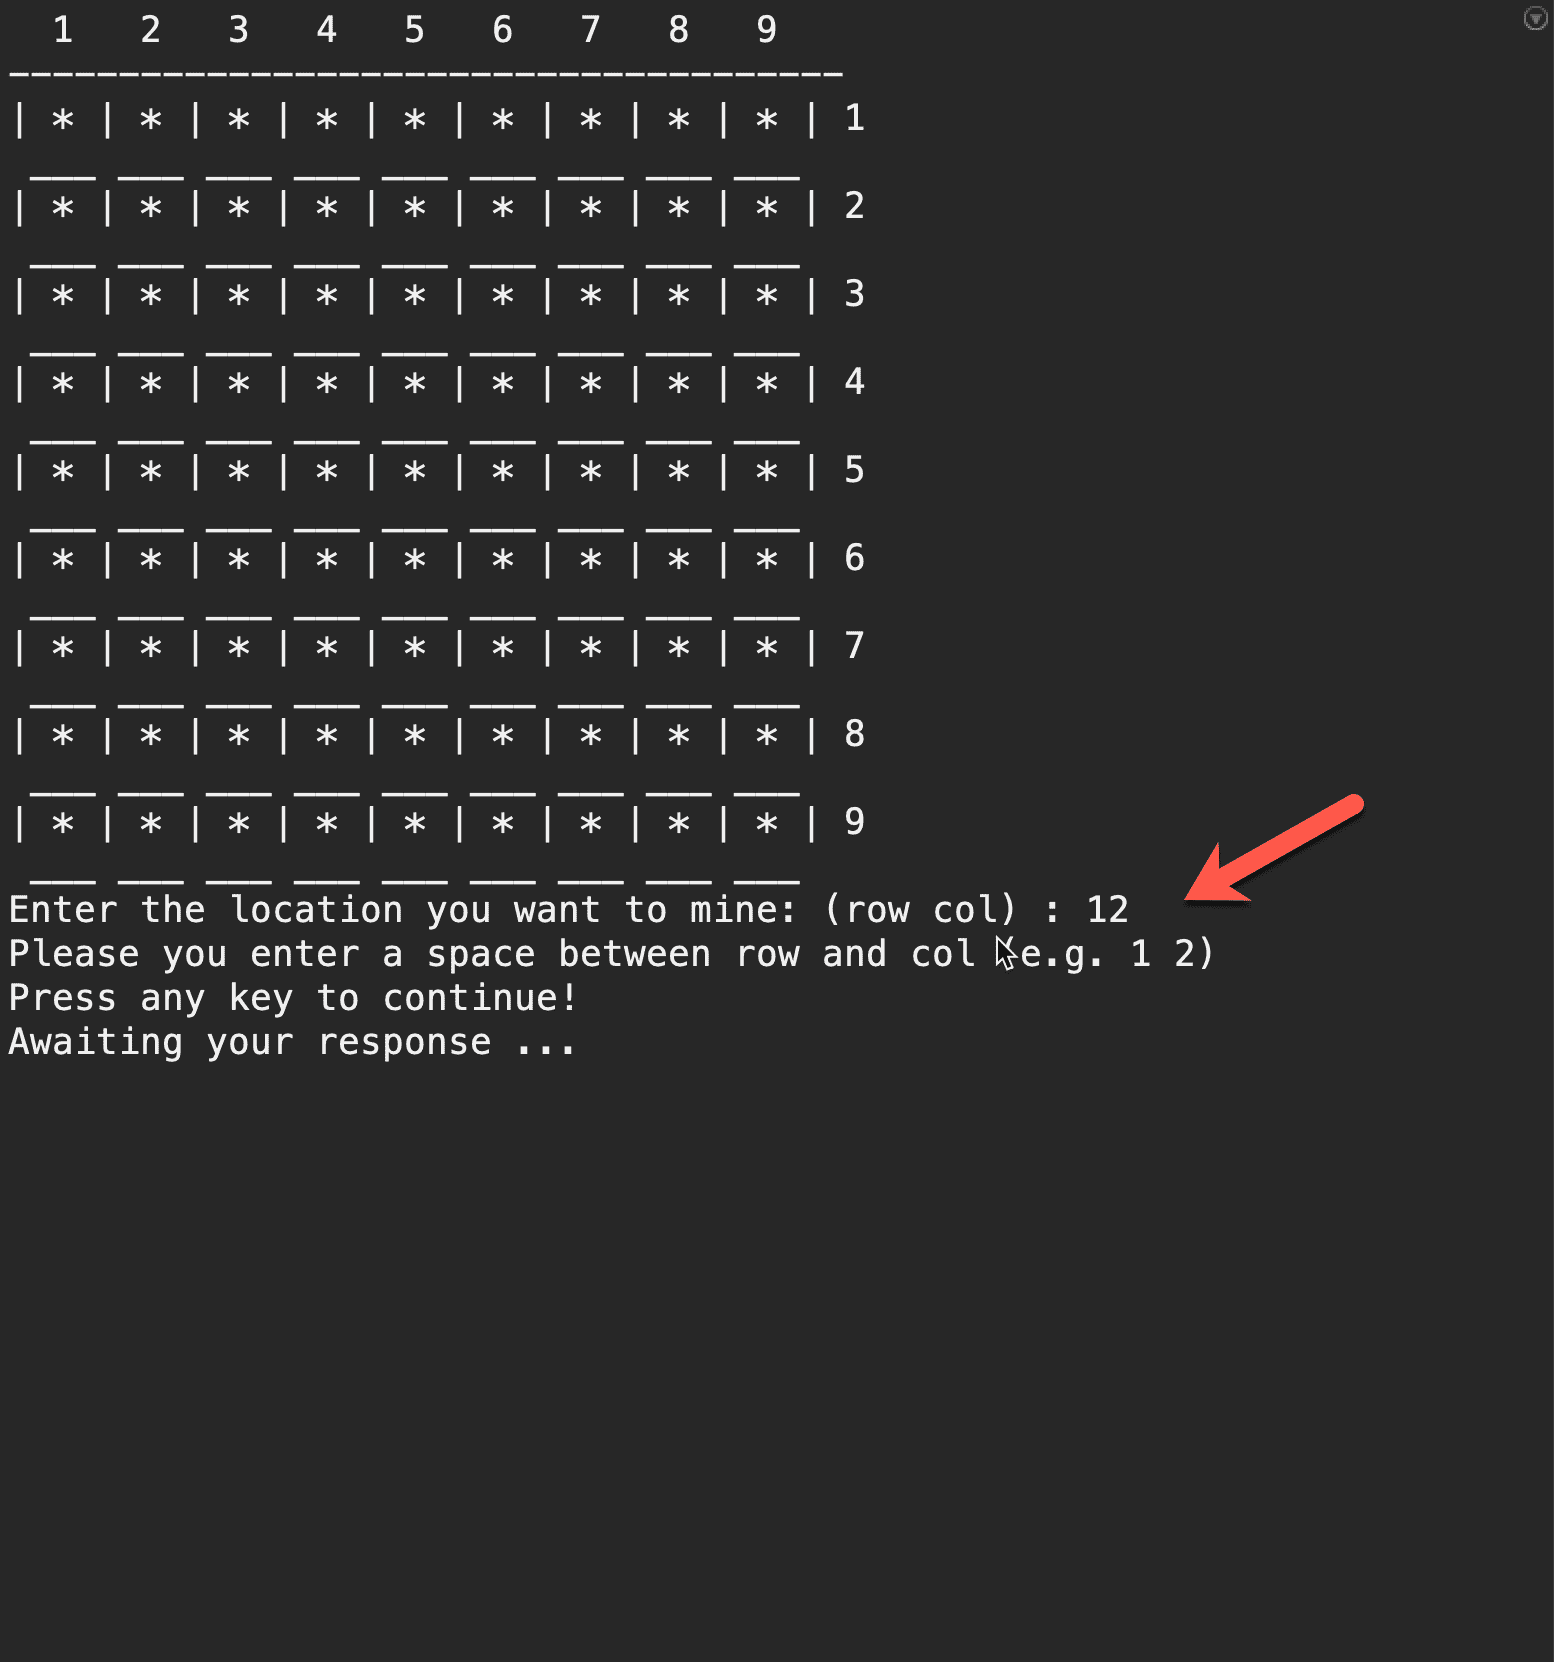 1 2 3 4 5 6 7 8 9
--------------------------------------
| * | * | * | * | * | * | * | * | * | 1
___ ___ ___ ___ ___ ___ ___ ___ ___
| * | * | * | * | * | * | * | * | * | 2
___ ___ ___ ___ ___ ___ ___ ___ ___
| * | * | * | * | * | * | * | * | * | 3
___ ___ ___ ___ ___ ___ ___ ___ ___
| * | * | * | * | * | * | * | * | * | 4
___ ___ ___ ___ ___ ___ ___ ___ ___
| * | * | * | * | * | * | * | * | * | 5
___ ___ ___ ___ ___ ___ ___ ___ ___
| * | * | * | * | * | * | * | * | * | 6
___ ___ ___ ___ ___ ___ ___ ___ ___
| * | * | * | * | * | * | * | * | * | 7
___ ___ ___ ___ ___ ___ ___ ___ ___
| * | * | * | * | * | * | * | * | * | 8
___ ___ ___ ___ ___ ___ ___ ___ ___
| * | * | * | * | * | * | * | * | * | 9
___ ___ ___ ___ ___ ___ ___ ___ ___
Enter the location you want to mine: (row col) : 12
Please you enter a space between row and col (e.g. 1 2)
Press any key to continue!
Awaiting your response ...